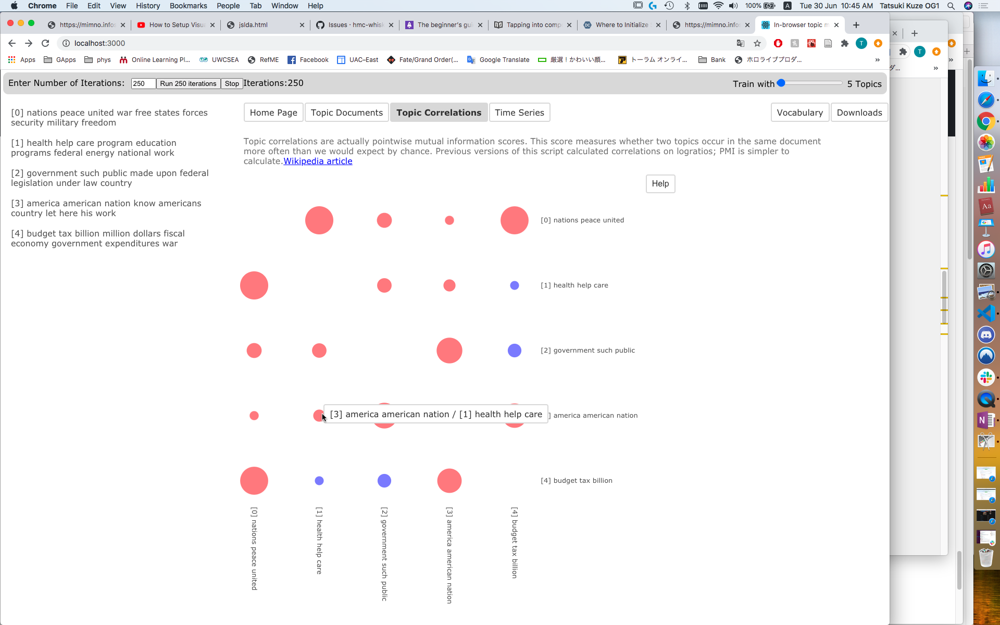 Chrome File Edit View History Bookmarks People Tab Window Help 100% A Tue 30 Jun 10:45 AM Tatsuki Kuze OG1
https://mimno.infos How to Setup Visua jslda.html Issues · hmc-whisk The beginner's gui Tapping into comp Where to Initialize https://mimno.infos In-browser topic m
localhost:3000 T T
Apps GApps phys Online Learning Pl... UWCSEA RefME Facebook UAC–East Fate/Grand Order(... Google Translate 厳選！かわいい顔... トーラム オンライ... Bank ホロライブプロダ... »
Enter Number of Iterations: 250 Run 250 iterations Stop Iterations:250 Train with 5 Topics
Home Page Topic Documents Topic Correlations Time Series Vocabulary Downloads
[0] nations peace united war free states forces
security military freedom
[1] health help care program education
programs federal energy national work
[2] government such public made upon federal
legislation under law country
[3] america american nation know americans
country let here his work
[4] budget tax billion million dollars fiscal
economy government expenditures war
Topic correlations are actually pointwise mutual information scores. This score measures whether two topics occur in the same document
more often than we would expect by chance. Previous versions of this script calculated correlations on logratios; PMI is simpler to
calculate.Wikipedia article
Help
[0] nations peace united
[1] health help care
[2] government such public
[3] america american nation / [1] health help care
] america american nation
[4] budget tax billion
[0] nations peace united
[1] health help care
[2] government such public
[3] america american nation
[4] budget tax billion